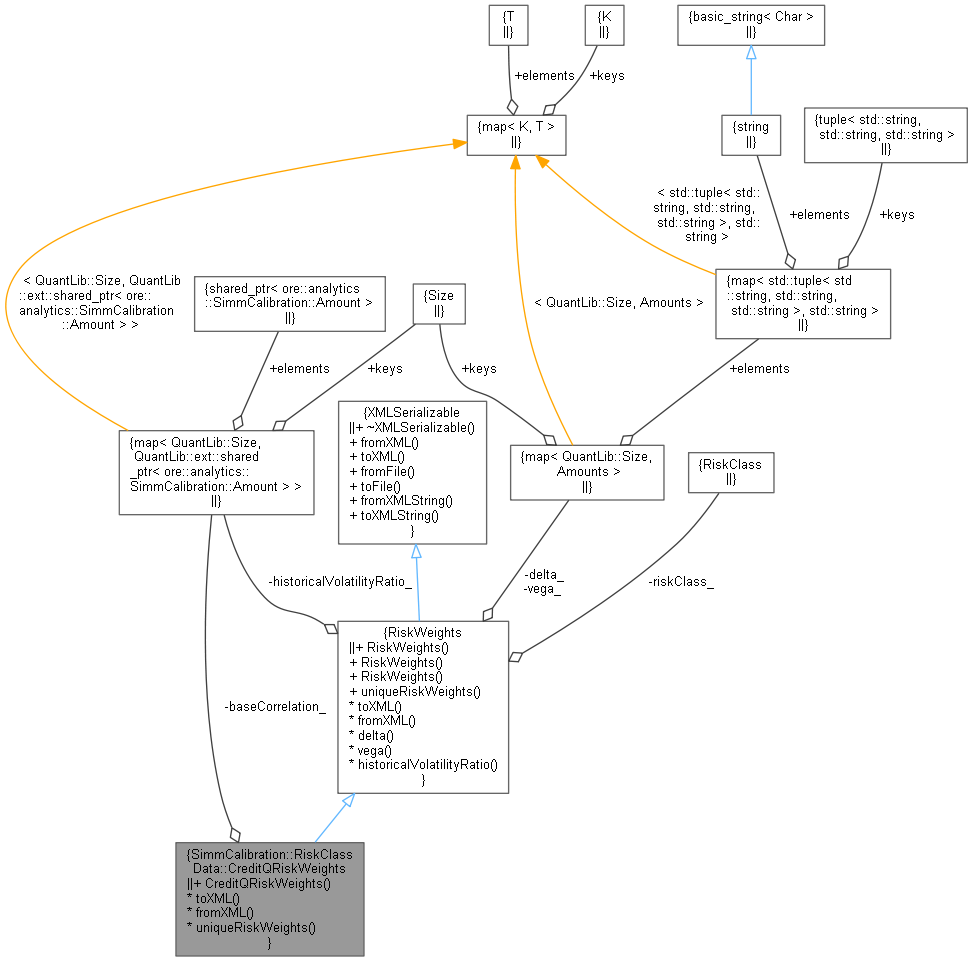 {T
||}
{K
||}
{basic_string< Char >
||}
+elements
+keys
{map< K, T >
||}
{string
||}
{tuple< std::string,
std::string, std::string >
||}
< std::tuple< std::
string, std::string,
std::string >, std::
string >
+elements
+keys
< QuantLib::Size, QuantLib
::ext::shared_ptr< ore::
analytics::SimmCalibration
::Amount > >
{shared_ptr< ore::analytics
::SimmCalibration::Amount >
||}
{Size
||}
< QuantLib::Size, Amounts >
{map< std::tuple< std
::string, std::string,
std::string >, std::string >
||}
+elements
+keys
+keys
+elements
{map< QuantLib::Size,
QuantLib::ext::shared
_ptr< ore::analytics::
SimmCalibration::Amount > >
||}
{XMLSerializable
||+ ~XMLSerializable()
+ fromXML()
+ toXML()
+ fromFile()
+ toFile()
+ fromXMLString()
+ toXMLString()
}
{map< QuantLib::Size,
Amounts >
||}
{RiskClass
||}
-historicalVolatilityRatio_
-delta_
-vega_
-riskClass_
{RiskWeights
||+ RiskWeights()
+ RiskWeights()
+ RiskWeights()
+ uniqueRiskWeights()
* toXML()
* fromXML()
* delta()
* vega()
* historicalVolatilityRatio()
}
-baseCorrelation_
{SimmCalibration::RiskClass
Data::CreditQRiskWeights
||+ CreditQRiskWeights()
* toXML()
* fromXML()
* uniqueRiskWeights()
}